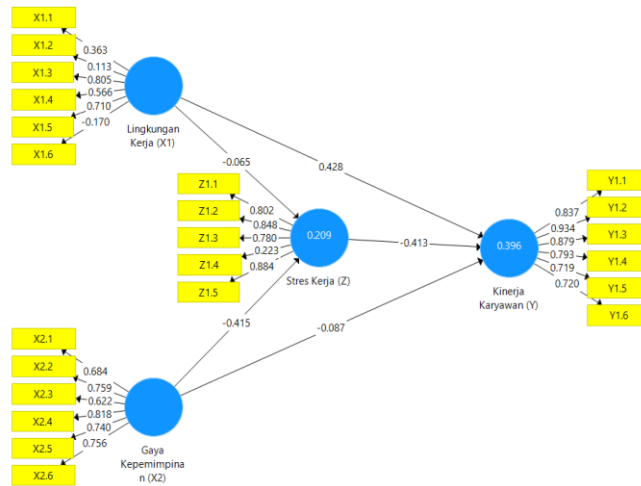 X1.1
X1.2
X1.3
X1.4
X1.5
X1.6
0.363
0.113
0.805
0.566
0.710
-0.170
Lingkungan
Kerja (X1)
-0.065
0.428
Z1.1
Z1.2
Z1.3
Z1.4
Z1.5
0.802
0.848
0.780
0.223
0.884
0.209
Stres Kerja (Z)
-0.413
-0.415
-0.087
0.396
Kinerja
Karyawan (Y)
0.837
0.934
0.879
0.793
0.719
0.720
Y1.1
Y1.2
Y1.3
Y1.4
Y1.5
Y1.6
X2.1
X2.2
X2.3
X2.4
X2.5
X2.6
0.684
0.759
0.622
0.818
0.740
0.756
Gaya
Kepemimpina
n (X2)